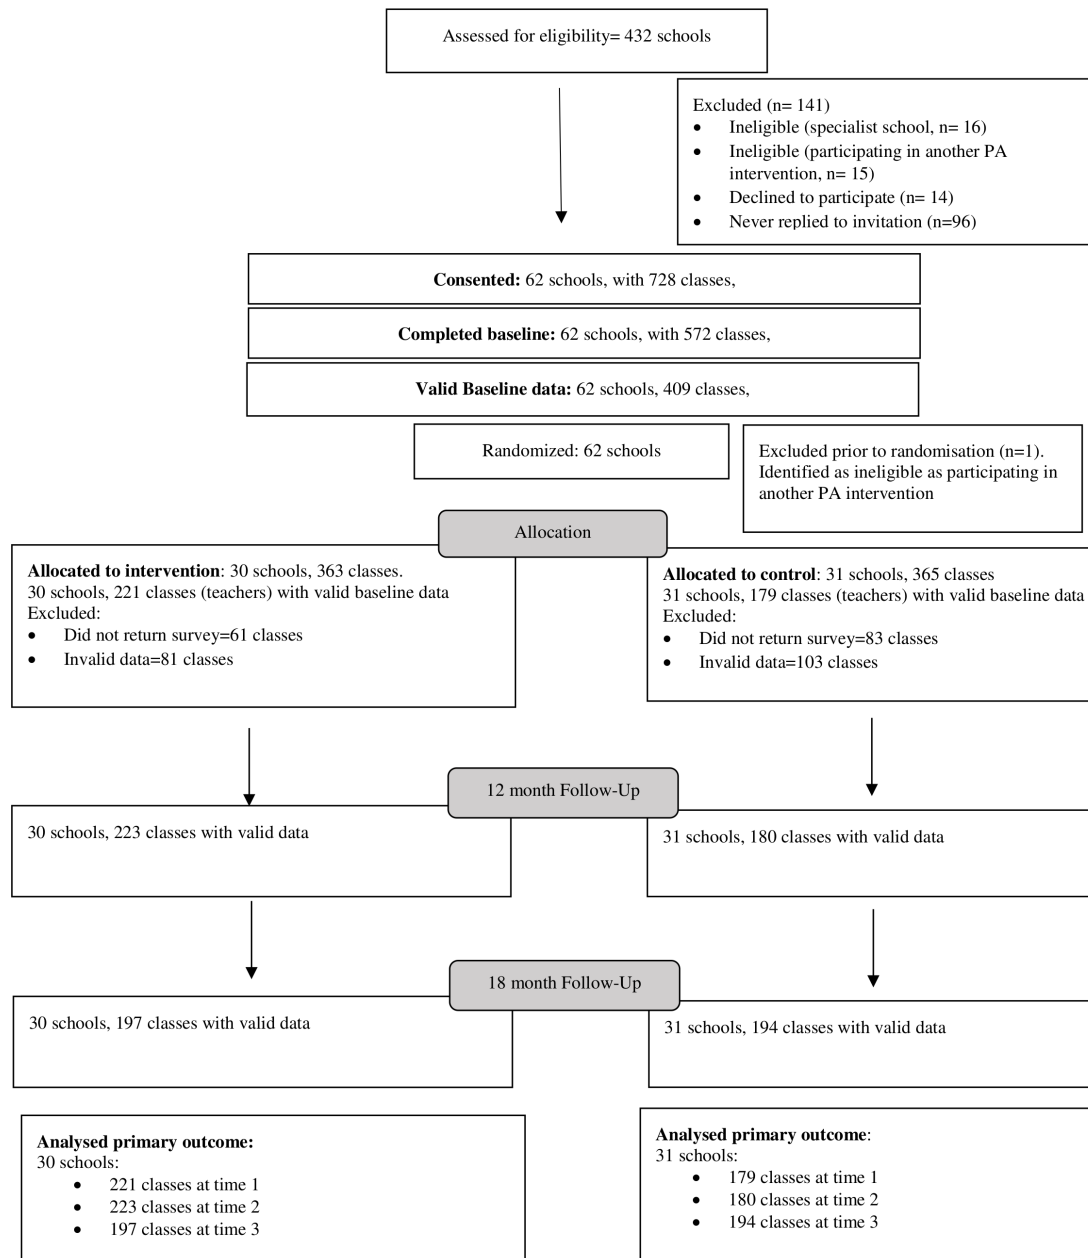 Assessed for eligibility= 432 schools
Excluded (n= 141)
• Ineligible (specialist school, n= 16)
• Ineligible (participating in another PA
intervention, n= 15)
• Declined to participate (n= 14)
• Never replied to invitation (n=96)
Consented: 62 schools, with 728 classes,
Completed baseline: 62 schools, with 572 classes,
Valid Baseline data: 62 schools, 409 classes,
Randomized: 62 schools
Excluded prior to randomisation (n=1).
Identified as ineligible as participating in
another PA intervention
Allocation
Allocated to intervention: 30 schools, 363 classes.
30 schools, 221 classes (teachers) with valid baseline data
Excluded:
• Did not return survey=61 classes
• Invalid data=81 classes
Allocated to control: 31 schools, 365 classes
31 schools, 179 classes (teachers) with valid baseline data
Excluded:
• Did not return survey=83 classes
• Invalid data=103 classes
12 month Follow-Up
30 schools, 223 classes with valid data
31 schools, 180 classes with valid data
18 month Follow-Up
30 schools, 197 classes with valid data
31 schools, 194 classes with valid data
Analysed primary outcome:
30 schools:
• 221 classes at time 1
• 223 classes at time 2
• 197 classes at time 3
Analysed primary outcome:
31 schools:
• 179 classes at time 1
• 180 classes at time 2
• 194 classes at time 3